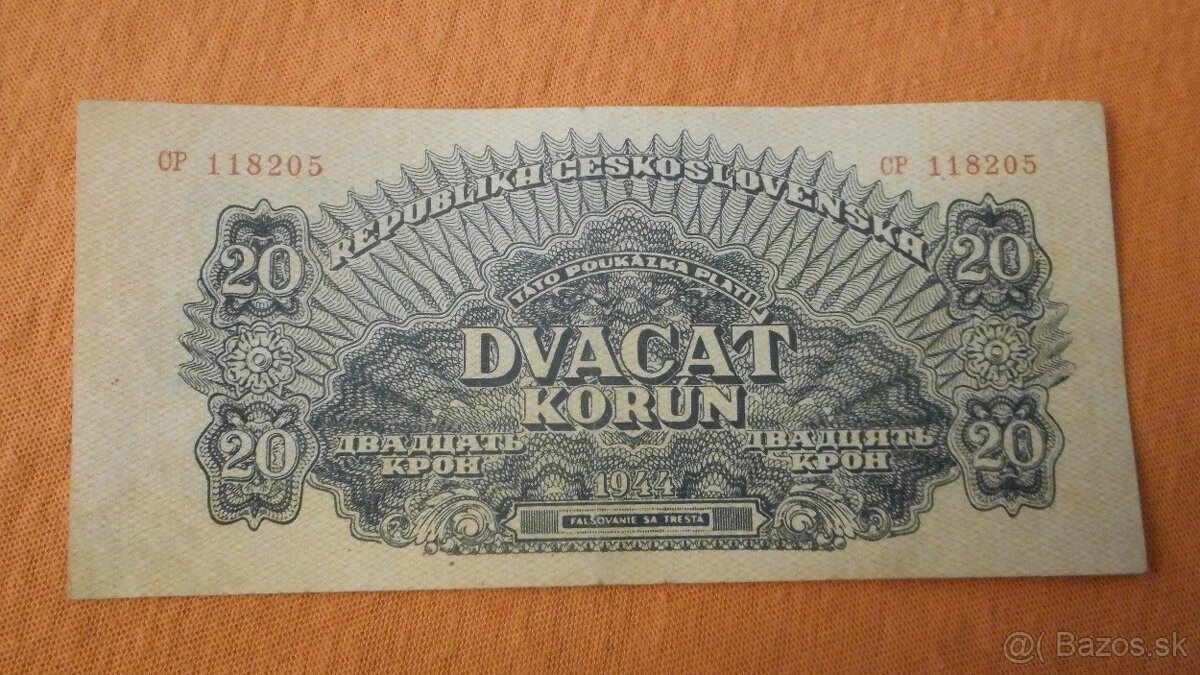 CP 118205
CP 118205
REPUBLIKA ČESKOSLOVENSKÁ
20
20
TÁTO POUKÁZKA PLATÍ
DVACAŤ
KORÚN
20
ДВАДЦАТЬ
КРОН
ДВАДЦЯТЬ
КРОН
20
1944
FALŠOVANIE SA TRESTÁ
@( Bazos.sk